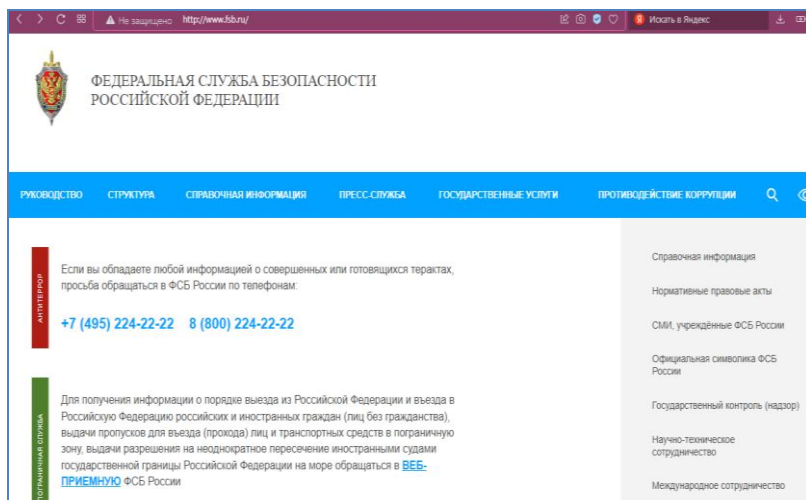 Не защищено http://www.fsb.ru/ Искать в Яндекс
ФЕДЕРАЛЬНАЯ СЛУЖБА БЕЗОПАСНОСТИ
РОССИЙСКОЙ ФЕДЕРАЦИИ
РУКОВОДСТВО СТРУКТУРА СПРАВОЧНАЯ ИНФОРМАЦИЯ ПРЕСС-СЛУЖБА ГОСУДАРСТВЕННЫЕ УСЛУГИ ПРОТИВОДЕЙСТВИЕ КОРРУПЦИИ
АНТИТЕРРОР
Если вы обладаете любой информацией о совершенных или готовящихся терактах,
просьба обращаться в ФСБ России по телефонам:
+7 (495) 224-22-22 8 (800) 224-22-22
ПОГРАНИЧНАЯ СЛУЖБА
Для получения информации о порядке выезда из Российской Федерации и въезда в
Российскую Федерацию российских и иностранных граждан (лиц без гражданства),
выдачи пропусков для въезда (прохода) лиц и транспортных средств в пограничную
зону, выдачи разрешения на неоднократное пересечение иностранными судами
государственной границы Российской Федерации на море обращаться в ВЕБ-
ПРИЕМНУЮ ФСБ России
Справочная информация
Нормативные правовые акты
СМИ, учреждённые ФСБ России
Официальная символика ФСБ
России
Государственный контроль (надзор)
Научно-техническое
сотрудничество
Международное сотрудничество